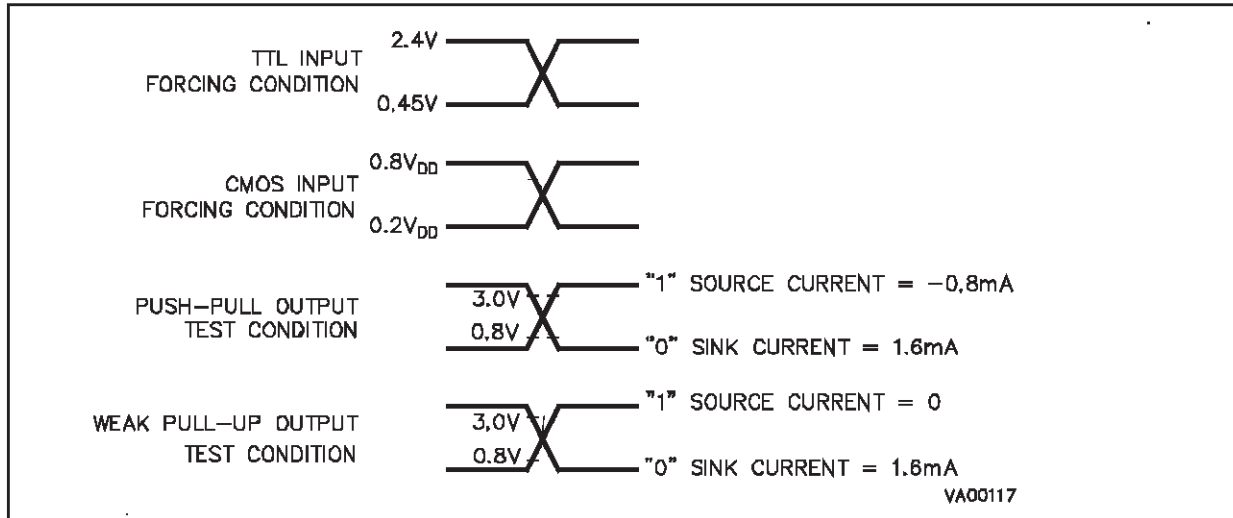 2.4V
TTL INPUT
FORCING CONDITION
0.45V
0.8VDD
CMOS INPUT
FORCING CONDITION
0.2VDD
"1" SOURCE CURRENT = -0.8mA
3.0V
PUSH-PULL OUTPUT
TEST CONDITION
0.8V
"0" SINK CURRENT = 1.6mA
"1" SOURCE CURRENT = 0
3.0V
WEAK PULL-UP OUTPUT
TEST CONDITION
0.8V
"0" SINK CURRENT = 1.6mA
VA00117